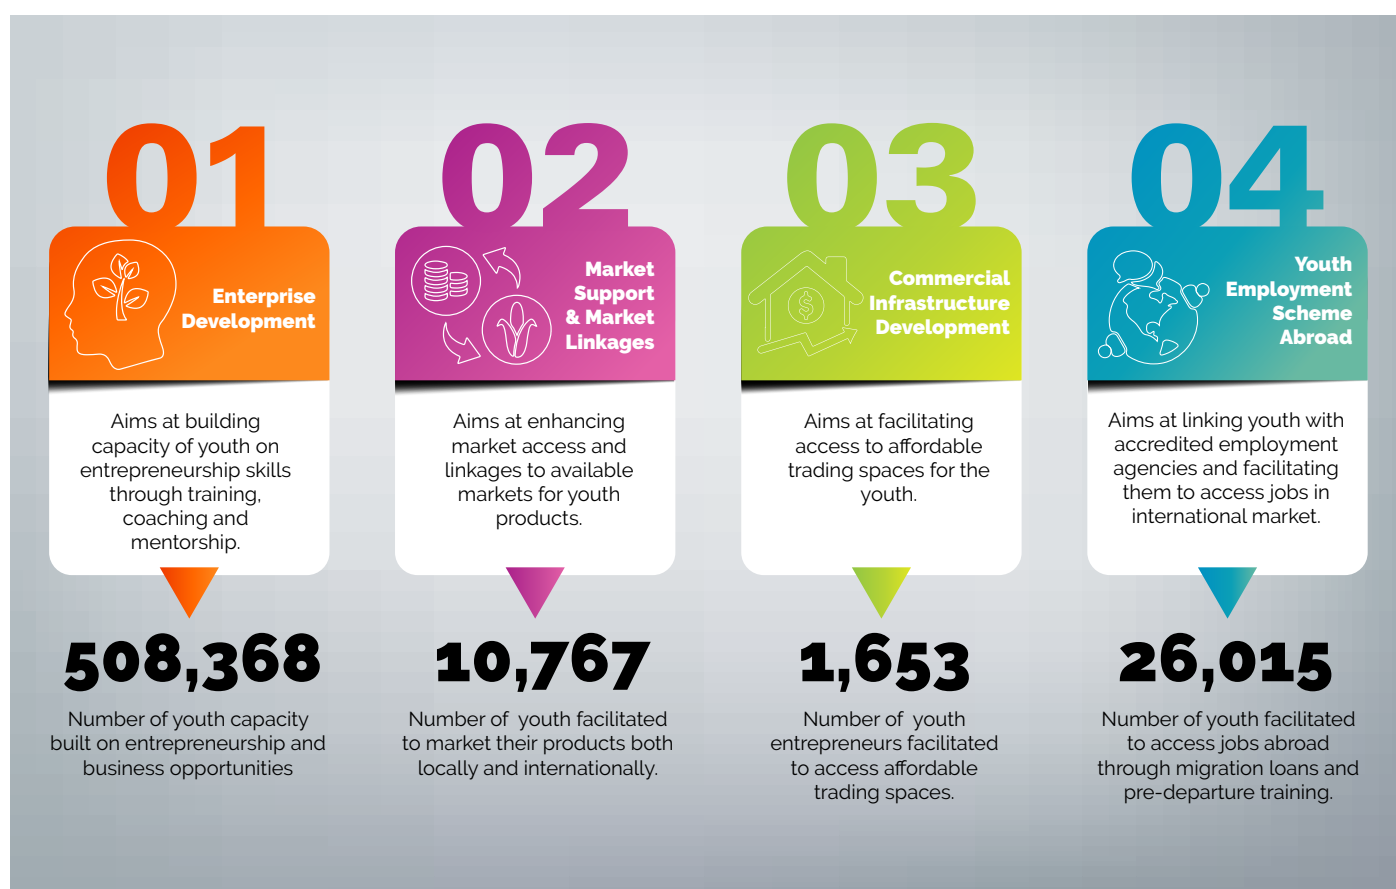 01
Enterprise
Development
Aims at building
capacity of youth on
entrepreneurship skills
through training,
coaching and
mentorship.
508,368
Number of youth capacity
built on entrepreneurship and
business opportunities
02
Market
Support
& Market
Linkages
Aims at enhancing
market access and
linkages to available
markets for youth
products.
10,767
Number of  youth facilitated
to market their products both
locally and internationally.
03
Commercial
Infrastructure
Development
$
Aims at facilitating
access to affordable
trading spaces for the
youth.
1,653
Number of  youth
entrepreneurs facilitated
to access affordable
trading spaces.
04
Youth
Employment
Scheme
Abroad
Aims at linking youth with
accredited employment
agencies and facilitating
them to access jobs in
international market.
26,015
Number of youth facilitated
to access jobs abroad
through migration loans and
pre-departure training.